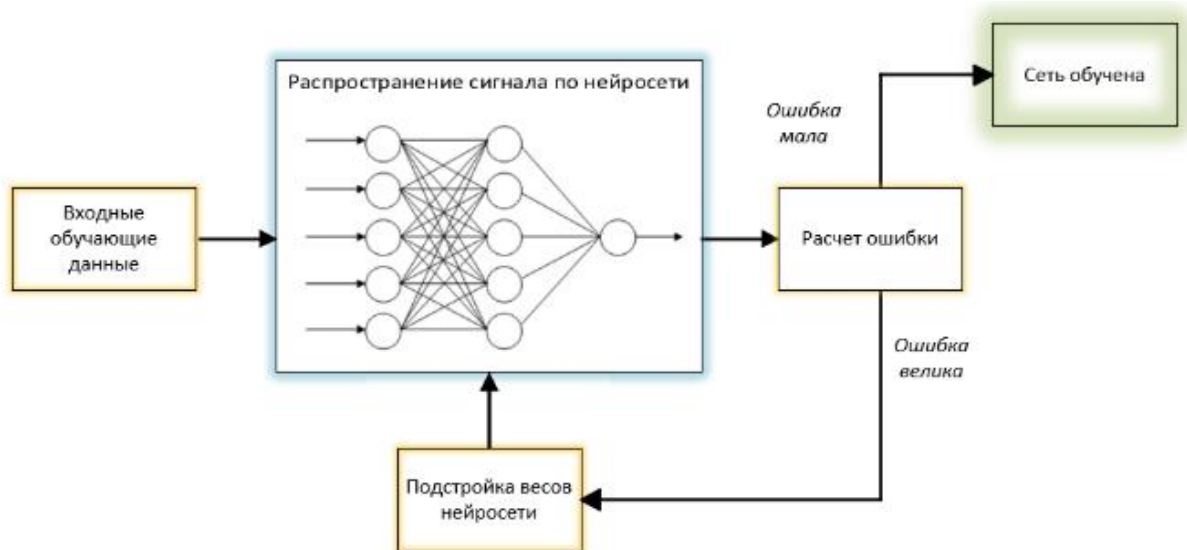 Распространение сигнала по нейросети
Сеть обучена
Ошибка
мала
Входные
обучающие
данные
Расчет ошибки
Ошибка
велика
Подстройка весов
нейросети